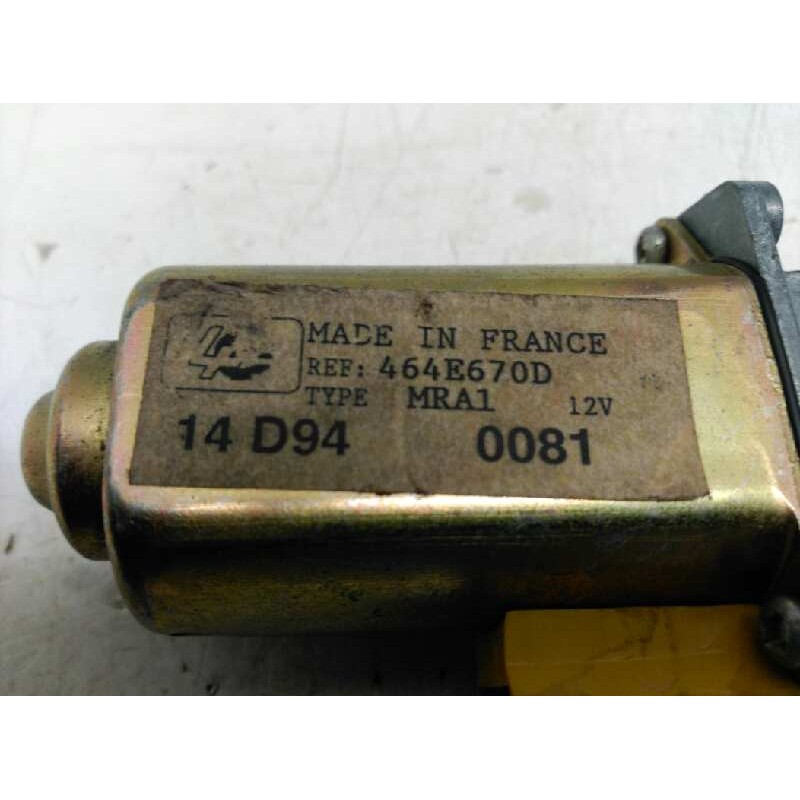 MADE IN FRANCE
REF: 464E670D
TYPE MRA1 12V
14 D94 0081